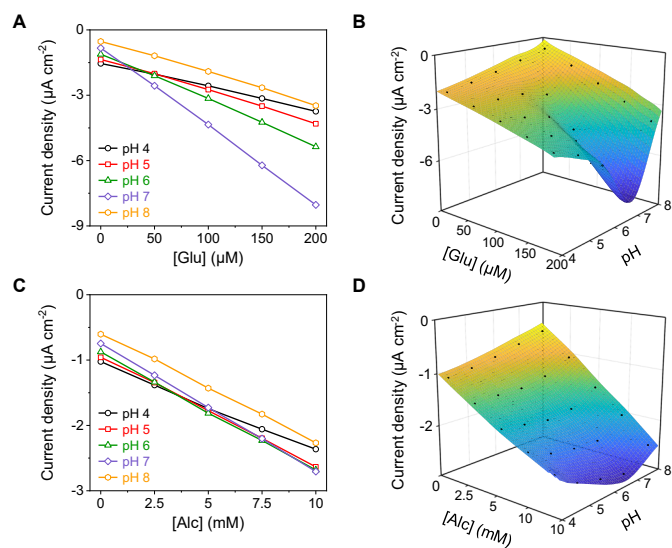 A
Current density (µA cm⁻²)
0
-3
-6
-9
pH 4
pH 5
pH 6
pH 7
pH 8
0 50 100 150 200
[Glu] (µM)
B
Current density (µA cm⁻²)
0
-3
-6
0 50 100 150 200
[Glu] (µM)
4 5 6 7 8
pH
C
Current density (µA cm⁻²)
0
-1
-2
-3
pH 4
pH 5
pH 6
pH 7
pH 8
0 2.5 5 7.5 10
[Alc] (mM)
D
Current density (µA cm⁻²)
0
-1
-2
0 2.5 5 7.5 10
[Alc] (mM)
4 5 6 7 8
pH